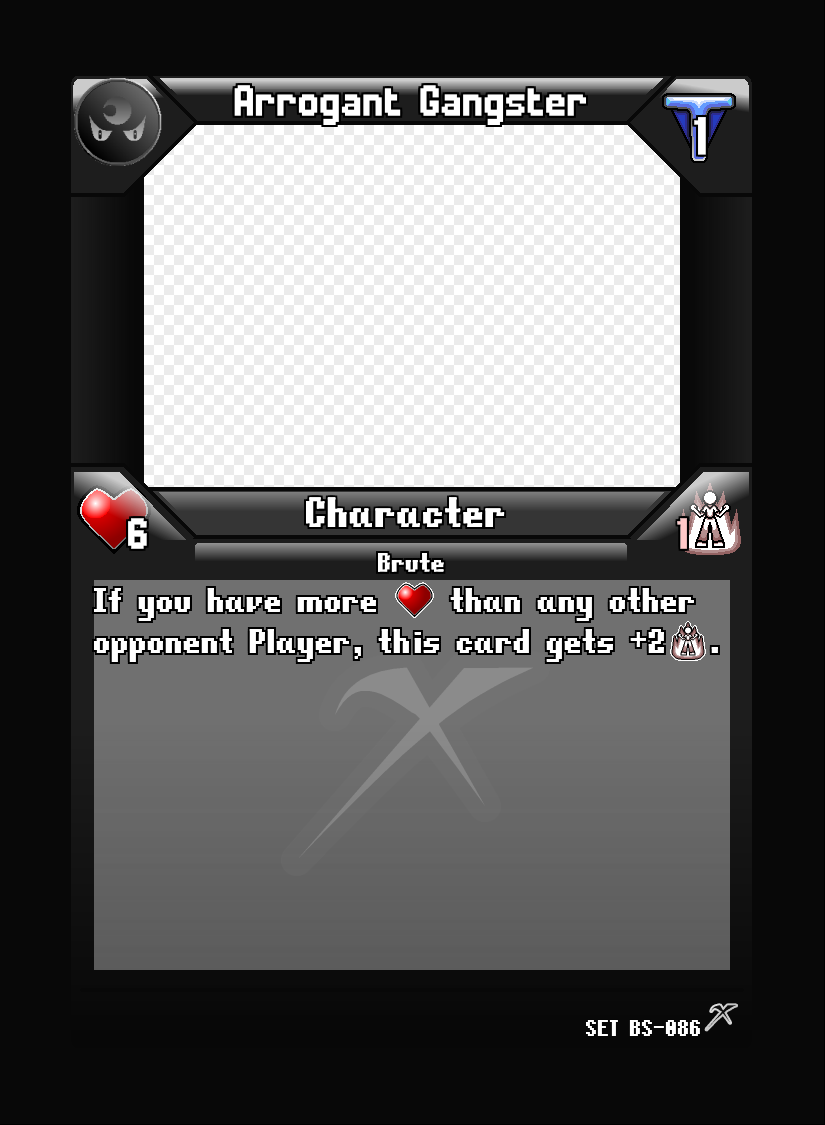 Arrogant Gangster
1
6
Character
1
Brute
If you have more than any other
opponent Player, this card gets +2.
SET BS-086